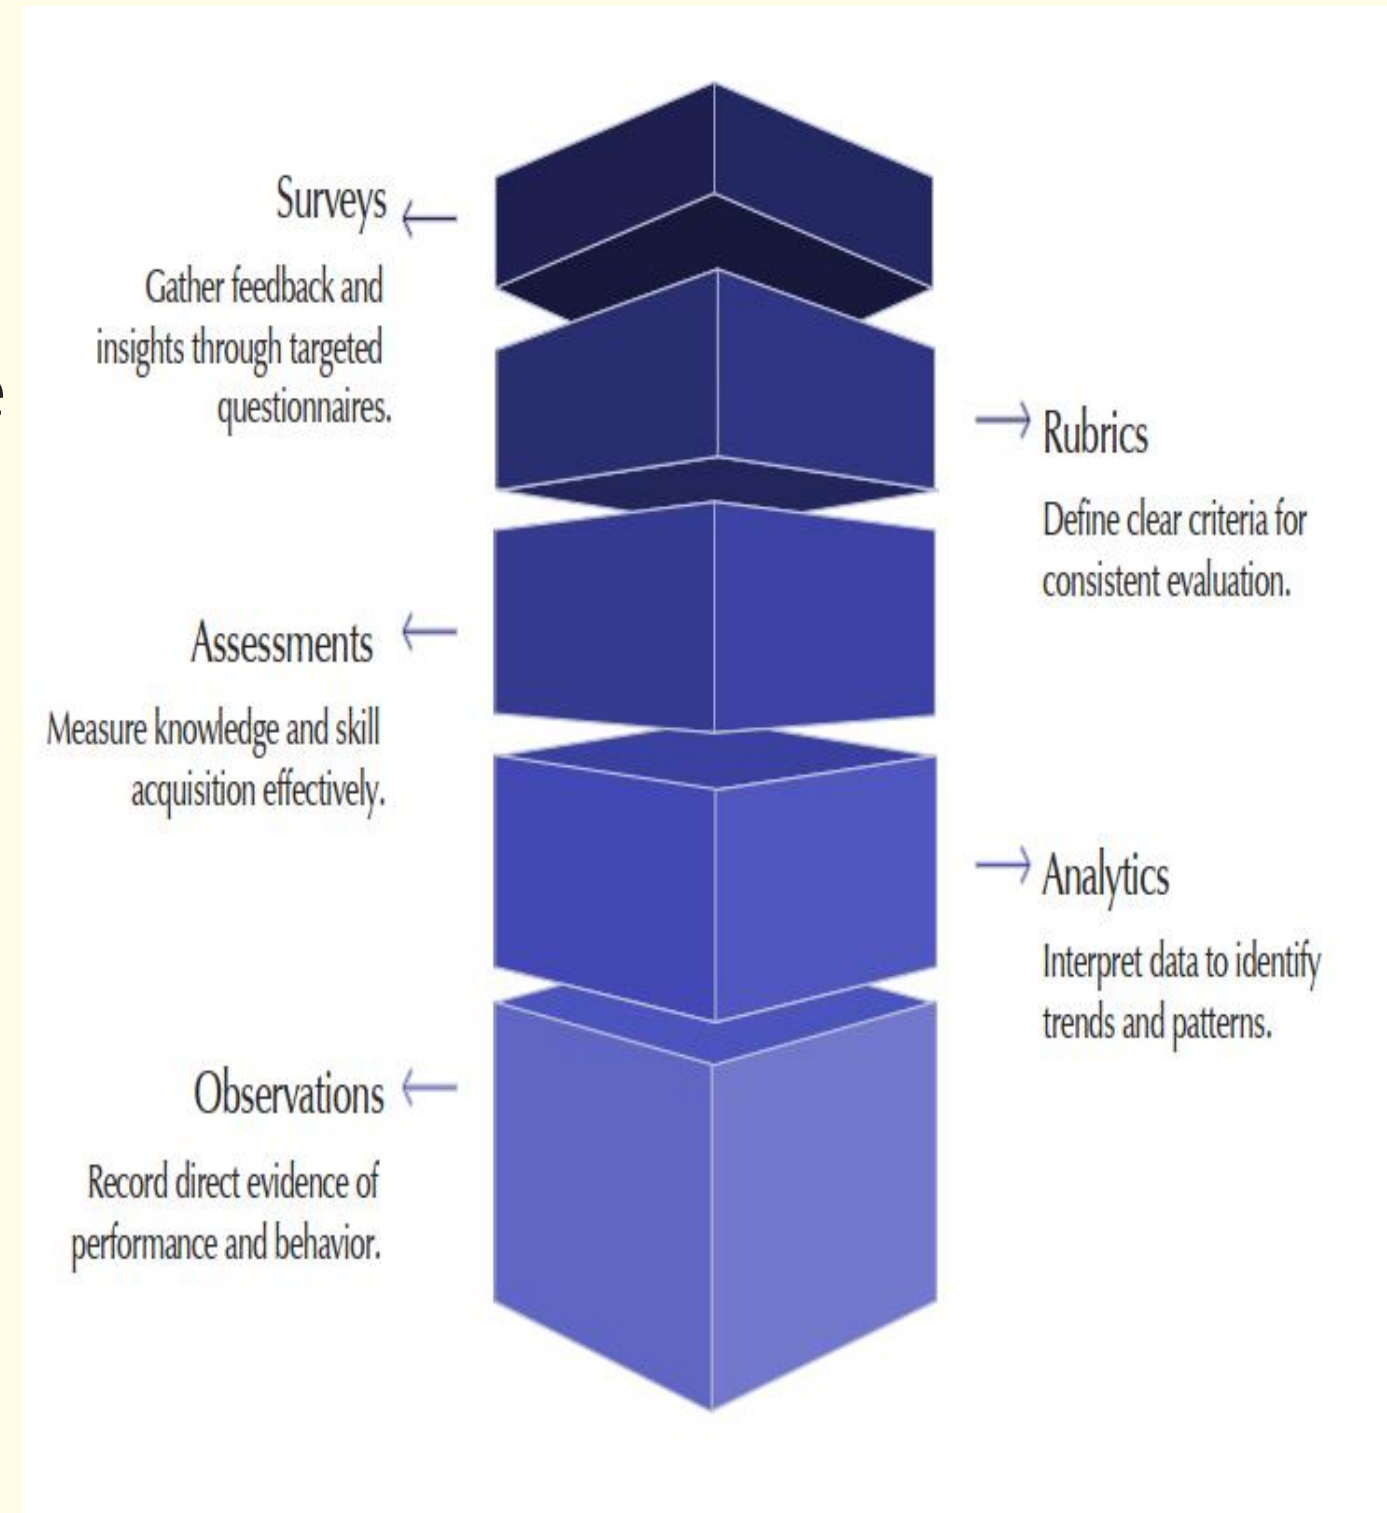 Surveys
Gather feedback and
insights through targeted
questionnaires.
Rubrics
Define clear criteria for
consistent evaluation.
Assessments
Measure knowledge and skill
acquisition effectively.
Analytics
Interpret data to identify
trends and patterns.
Observations
Record direct evidence of
performance and behavior.